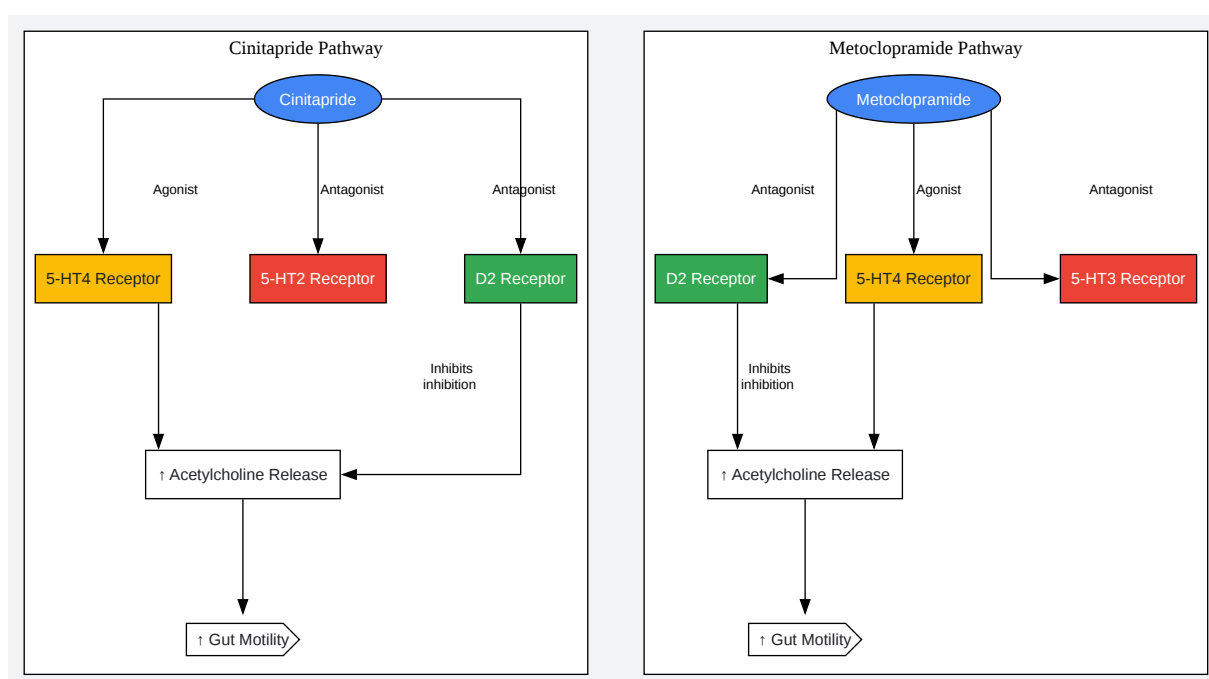 Cinitapride Pathway
Cinitapride
Agonist
Antagonist
Antagonist
5-HT4 Receptor
5-HT2 Receptor
D2 Receptor
Inhibits
inhibition
↑ Acetylcholine Release
↑ Gut Motility
Metoclopramide Pathway
Metoclopramide
Antagonist
Agonist
Antagonist
D2 Receptor
5-HT4 Receptor
5-HT3 Receptor
Inhibits
inhibition
↑ Acetylcholine Release
↑ Gut Motility